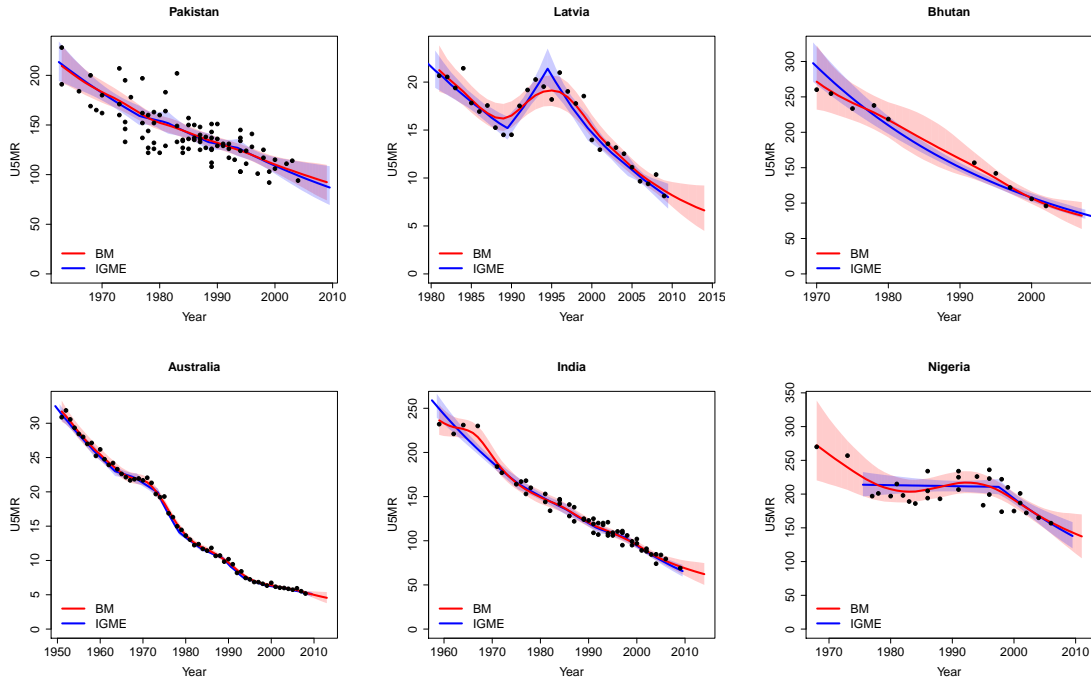 Pakistan
U5MR
0 50 100 150 200
BM
IGME
1970 1980 1990 2000 2010
Year
Latvia
U5MR
0 5 10 15 20
BM
IGME
1980 1985 1990 1995 2000 2005 2010 2015
Year
Bhutan
U5MR
0 50 100 150 200 250 300
BM
IGME
1970 1980 1990 2000
Year
Australia
U5MR
0 5 10 15 20 25 30
BM
IGME
1950 1960 1970 1980 1990 2000 2010
Year
India
U5MR
0 50 100 150 200 250
BM
IGME
1960 1970 1980 1990 2000 2010
Year
Nigeria
U5MR
0 50 100 150 200 250 300 350
BM
IGME
1970 1980 1990 2000 2010
Year